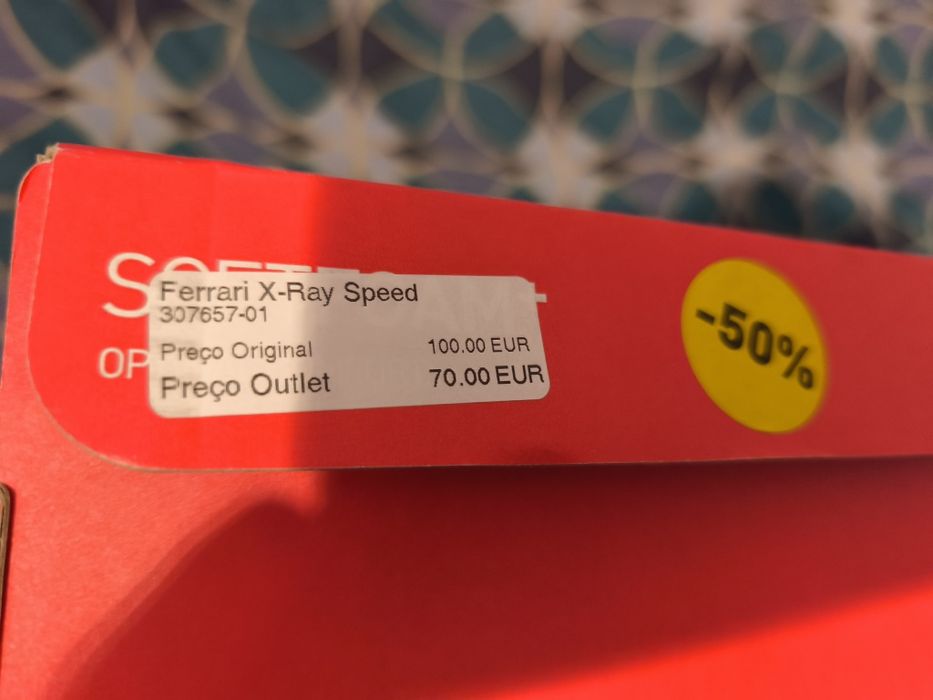 Ferrari X-Ray Speed
307657-01
Preço Original 100.00 EUR
Preço Outlet 70.00 EUR
-50%